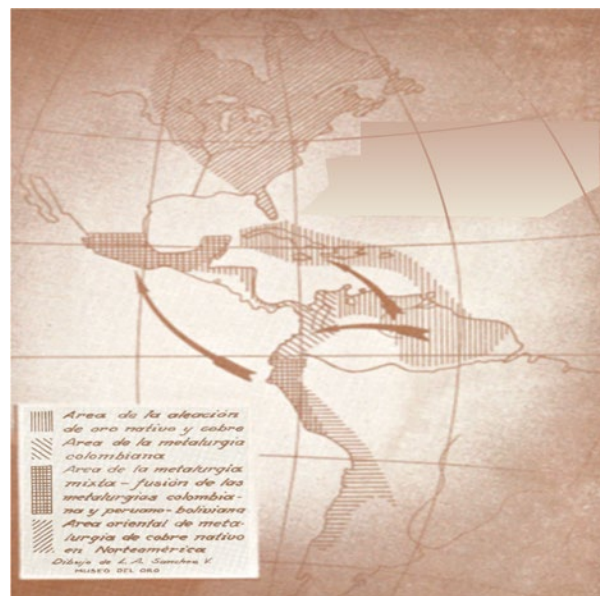 Area de la aleación
de oro nativo y cobre
Area de la metalurgia
colombiana
Area de la metalurgia
mixta - fusión de las
metalurgias colombia-
na y peruano-boliviana
Area oriental de meta-
lurgia de cobre nativo
en Norteamérica
Dibujo de L. A. Sanchez V.
MUSEO DEL ORO